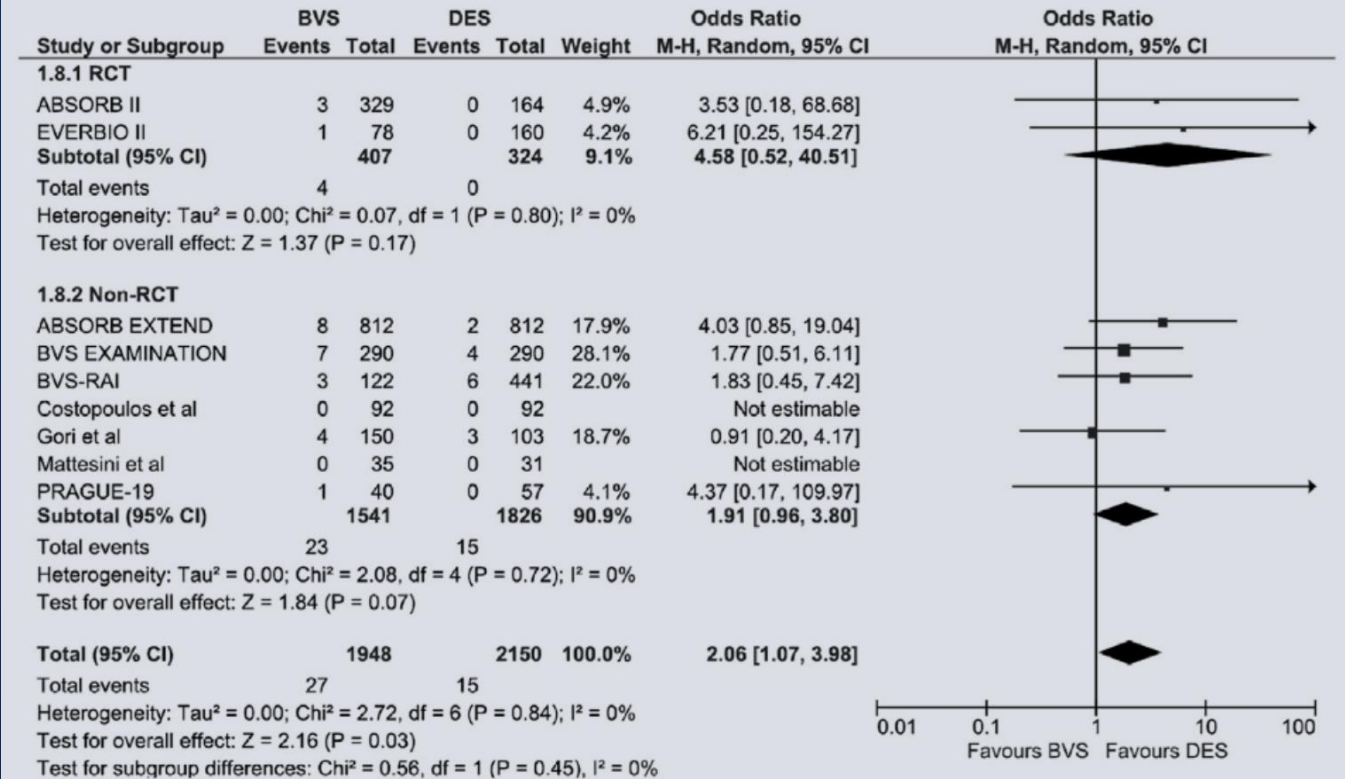 BVS DES Odds Ratio Odds Ratio
Study or Subgroup Events Total Events Total Weight M-H, Random, 95% CI M-H, Random, 95% CI
1.8.1 RCT
ABSORB II 3 329 0 164 4.9% 3.53 [0.18, 68.68]
EVERBIO II 1 78 0 160 4.2% 6.21 [0.25, 154.27]
Subtotal (95% CI) 407 324 9.1% 4.58 [0.52, 40.51]
Total events 4 0
Heterogeneity: Tau² = 0.00; Chi² = 0.07, df = 1 (P = 0.80); I² = 0%
Test for overall effect: Z = 1.37 (P = 0.17)
1.8.2 Non-RCT
ABSORB EXTEND 8 812 2 812 17.9% 4.03 [0.85, 19.04]
BVS EXAMINATION 7 290 4 290 28.1% 1.77 [0.51, 6.11]
BVS-RAI 3 122 6 441 22.0% 1.83 [0.45, 7.42]
Costopoulos et al 0 92 0 92 Not estimable
Gori et al 4 150 3 103 18.7% 0.91 [0.20, 4.17]
Mattesini et al 0 35 0 31 Not estimable
PRAGUE-19 1 40 0 57 4.1% 4.37 [0.17, 109.97]
Subtotal (95% CI) 1541 1826 90.9% 1.91 [0.96, 3.80]
Total events 23 15
Heterogeneity: Tau² = 0.00; Chi² = 2.08, df = 4 (P = 0.72); I² = 0%
Test for overall effect: Z = 1.84 (P = 0.07)
Total (95% CI) 1948 2150 100.0% 2.06 [1.07, 3.98]
Total events 27 15
Heterogeneity: Tau² = 0.00; Chi² = 2.72, df = 6 (P = 0.84); I² = 0%
Test for overall effect: Z = 2.16 (P = 0.03)
Test for subgroup differences: Chi² = 0.56, df = 1 (P = 0.45), I² = 0%
0.01 0.1 1 10 100
Favours BVS Favours DES